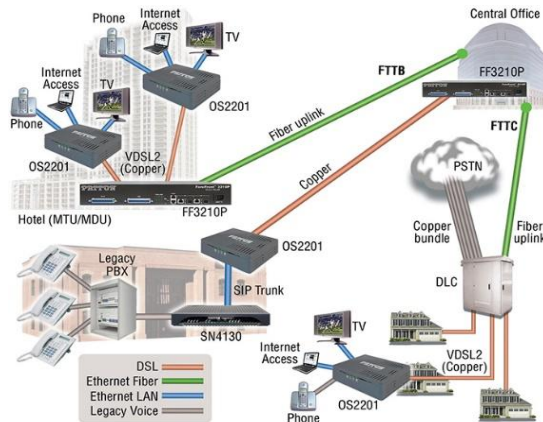 Phone
Internet
Access
TV
Internet
Access
TV
Phone
OS2201
OS2201
VDSL2
(Copper)
PATTON
FF3210P
Hotel (MTU/MDU)
Central Office
FF3210P
FTTB
Fiber uplink
FTTC
Copper
PSTN
Copper
bundle
Fiber
uplink
DLC
OS2201
Legacy
PBX
SIP Trunk
SN4130
TV
Internet
Access
VDSL2
(Copper)
Phone
OS2201
DSL
Ethernet Fiber
Ethernet LAN
Legacy Voice